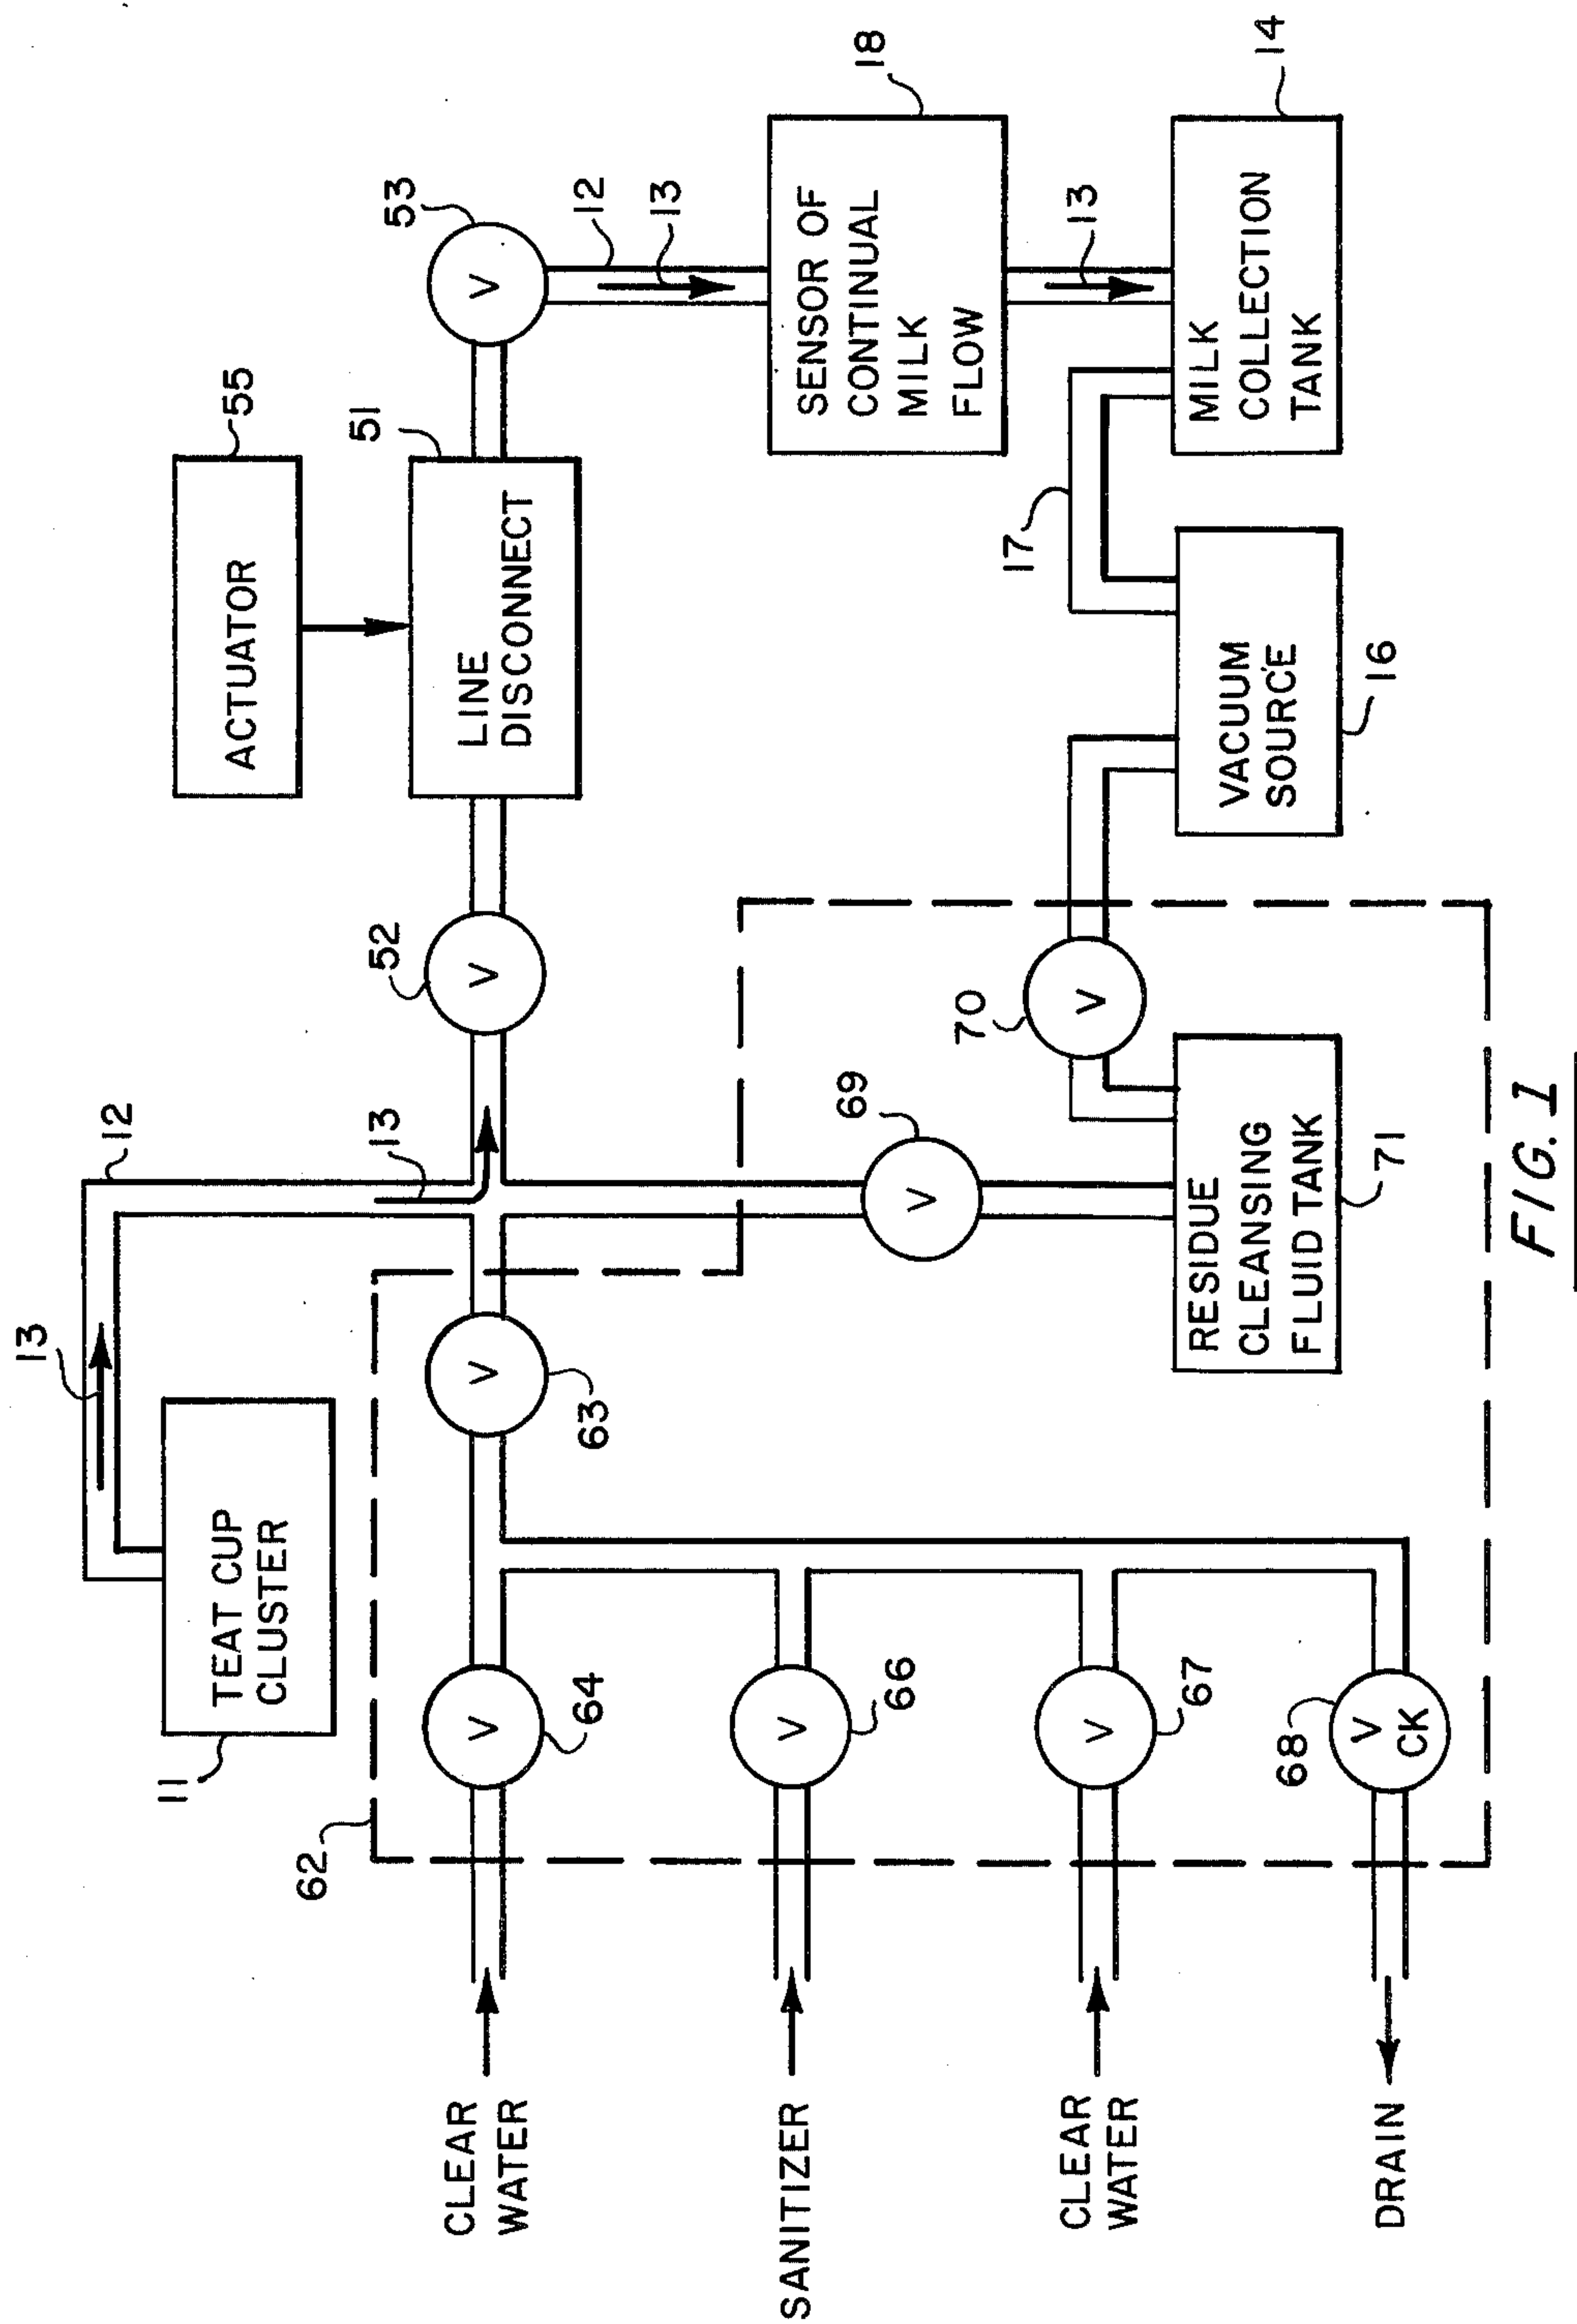 13
12
TEAT CUP
CLUSTER
11
13
ACTUATOR
55
62
CLEAR
WATER
V
64
V
63
V
52
LINE
DISCONNECT
51
V
53
12
13
SANITIZER
V
66
V
69
SENSOR OF
CONTINUAL
MILK
FLOW
18
CLEAR
WATER
V
67
70
V
17
13
DRAIN
68
V
CK
RESIDUE
CLEANSING
FLUID TANK
71
VACUUM
SOURCE
16
MILK
COLLECTION
TANK
14
FIG. 1